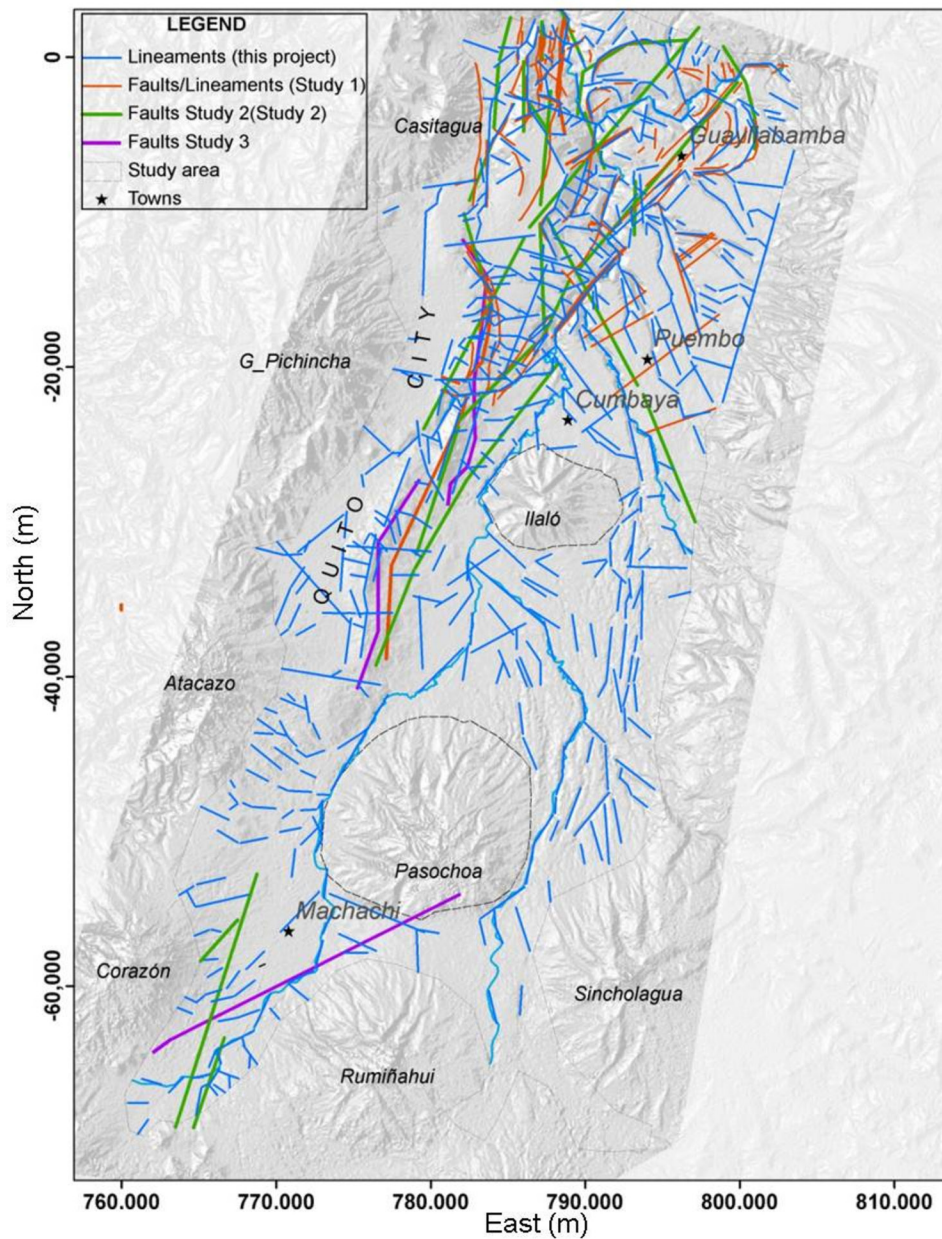 LEGEND
Lineaments (this project)
Faults/Lineaments (Study 1)
Faults Study 2(Study 2)
Faults Study 3
Study area
Towns
0
-20,000
-40,000
-60,000
North (m)
Casitagua
Guayllabamba
G_Pichincha
CITY
Puembo
Cumbaya
Ilaló
QUITO
Atacazo
Pasochoa
Machachi
Corazón
Sincholagua
Rumiñahui
760.000 770.000 780.000 790.000 800.000 810.000
East (m)